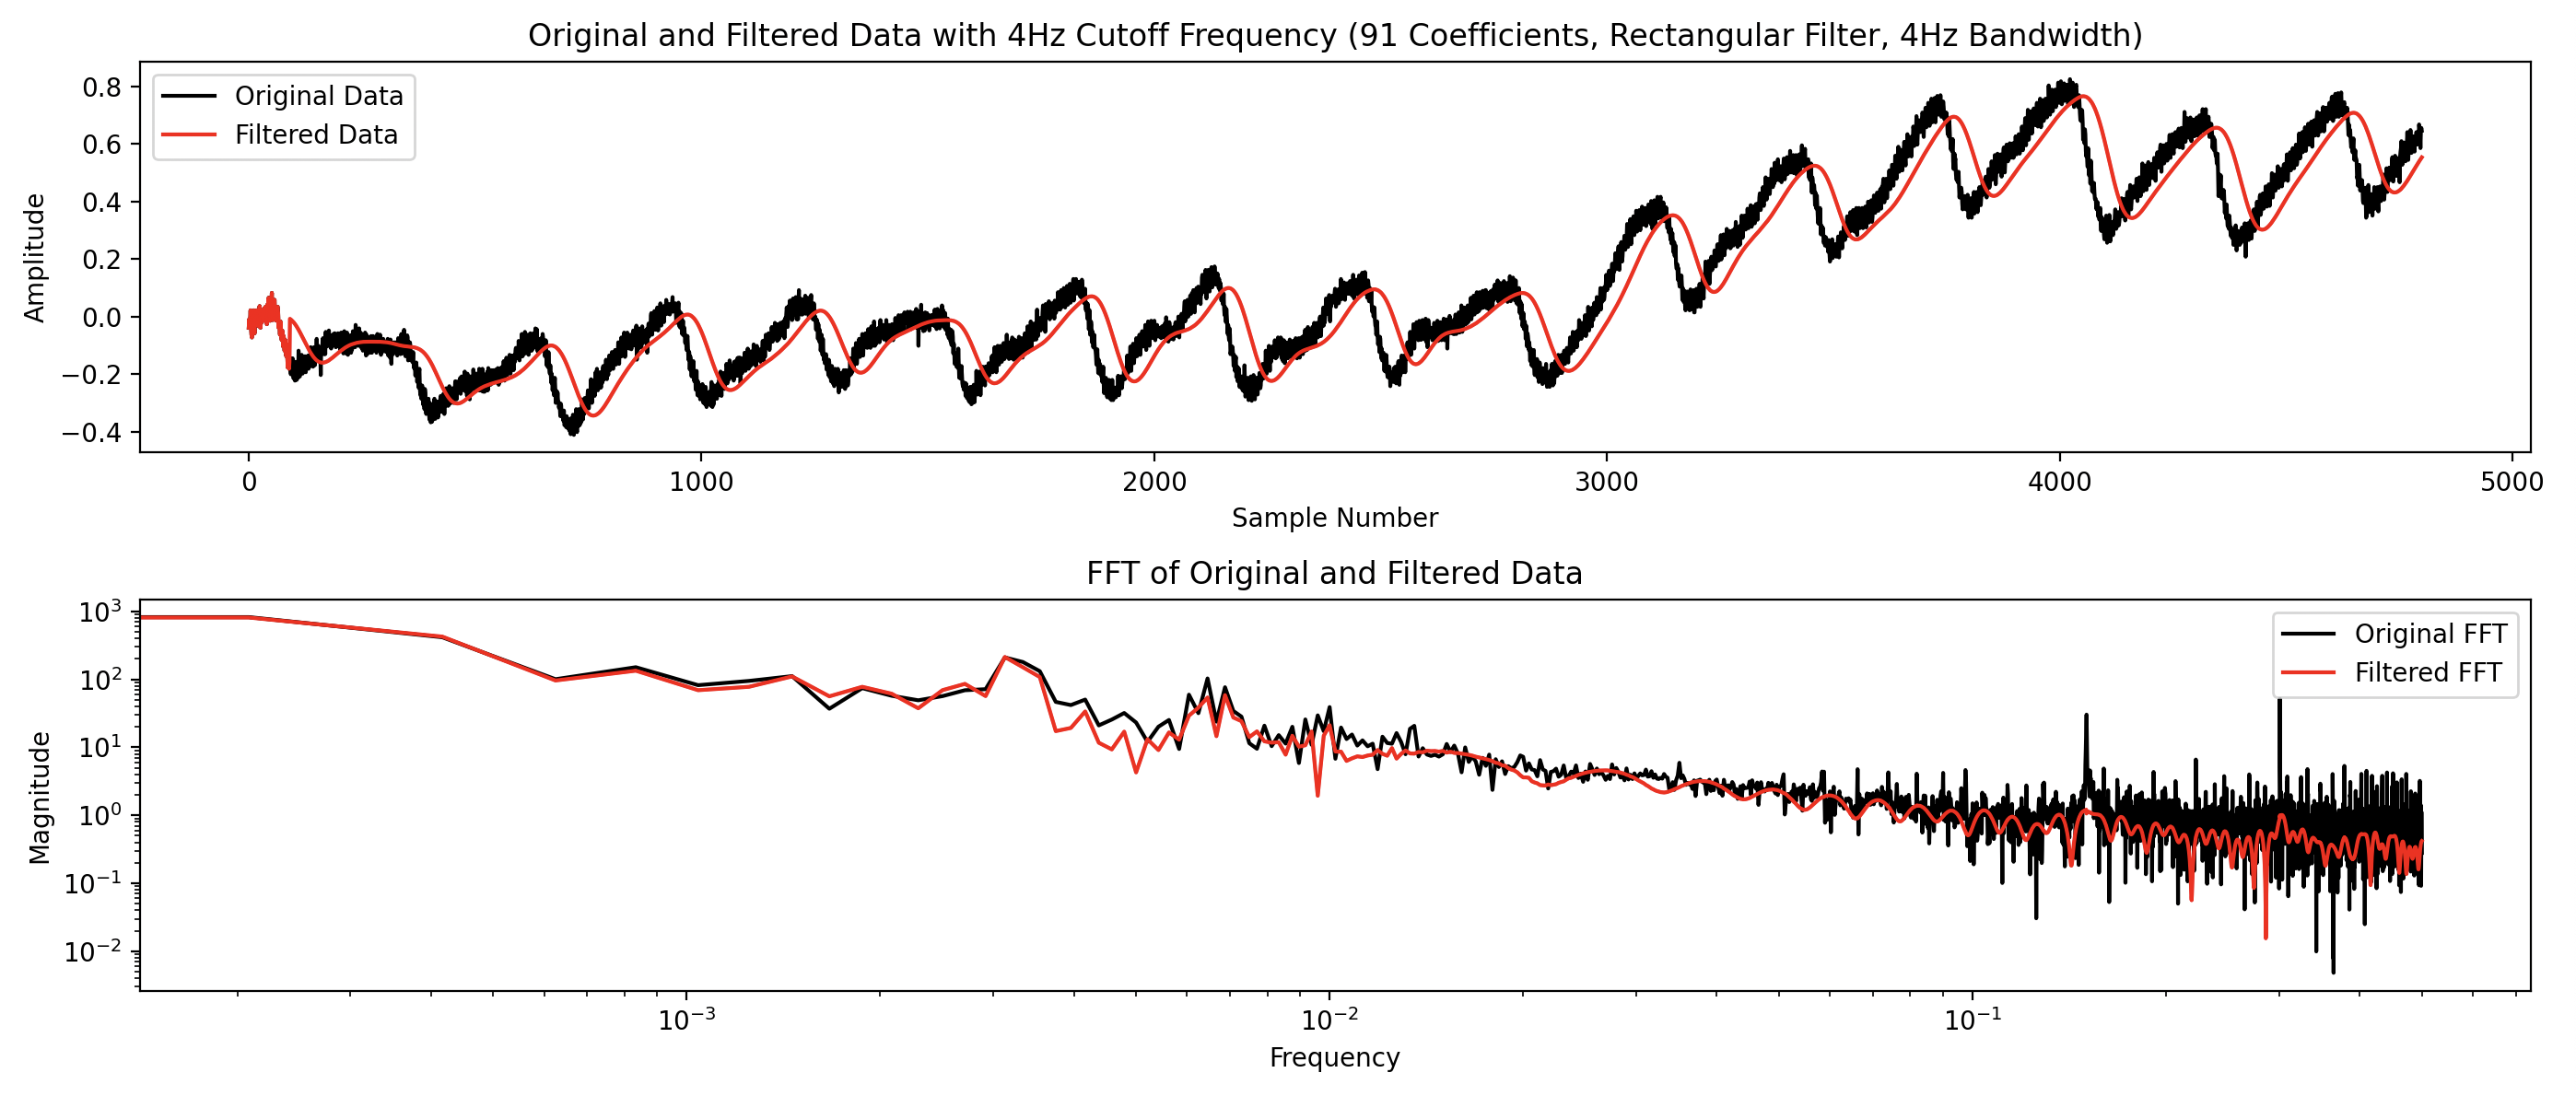 Original and Filtered Data with 4Hz Cutoff Frequency (91 Coefficients, Rectangular Filter, 4Hz Bandwidth)
Original Data
Filtered Data
Amplitude
0.8
0.6
0.4
0.2
0.0
−0.2
−0.4
0 1000 2000 3000 4000 5000
Sample Number
FFT of Original and Filtered Data
Original FFT
Filtered FFT
Magnitude
10³
10²
10¹
10⁰
10⁻¹
10⁻²
10⁻³ 10⁻² 10⁻¹
Frequency